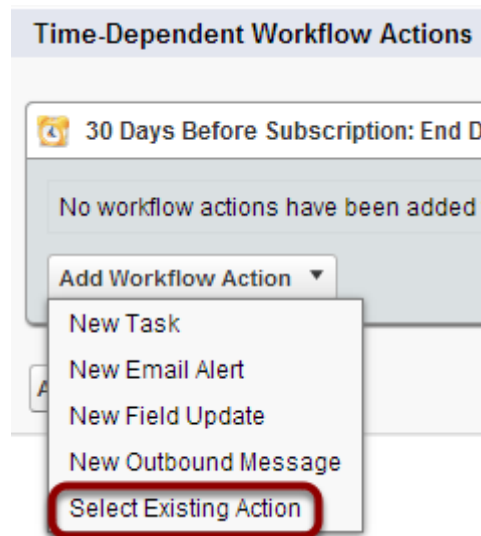 Time-Dependent Workflow Actions
30 Days Before Subscription: End D
No workflow actions have been added
Add Workflow Action
New Task
New Email Alert
New Field Update
New Outbound Message
Select Existing Action